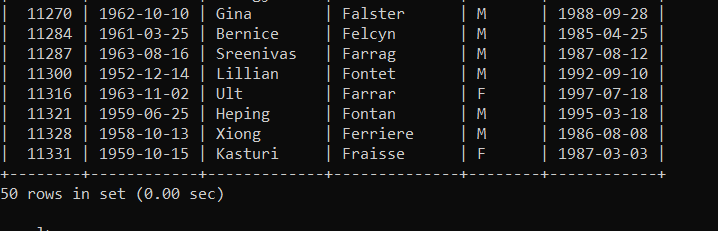 | 11270 | 1962-10-10 | Gina | Falster | M | 1988-09-28 |
| 11284 | 1961-03-25 | Bernice | Felcyn | M | 1985-04-25 |
| 11287 | 1963-08-16 | Sreenivas | Farrag | M | 1987-08-12 |
| 11300 | 1952-12-14 | Lillian | Fontet | M | 1992-09-10 |
| 11316 | 1963-11-02 | Ult | Farrar | F | 1997-07-18 |
| 11321 | 1959-06-25 | Heping | Fontan | M | 1995-03-18 |
| 11328 | 1958-10-13 | Xiong | Ferriere | M | 1986-08-08 |
| 11331 | 1959-10-15 | Kasturi | Fraisse | F | 1987-03-03 |
+--------+------------+------------+-------------+--------+------------+
50 rows in set (0.00 sec)